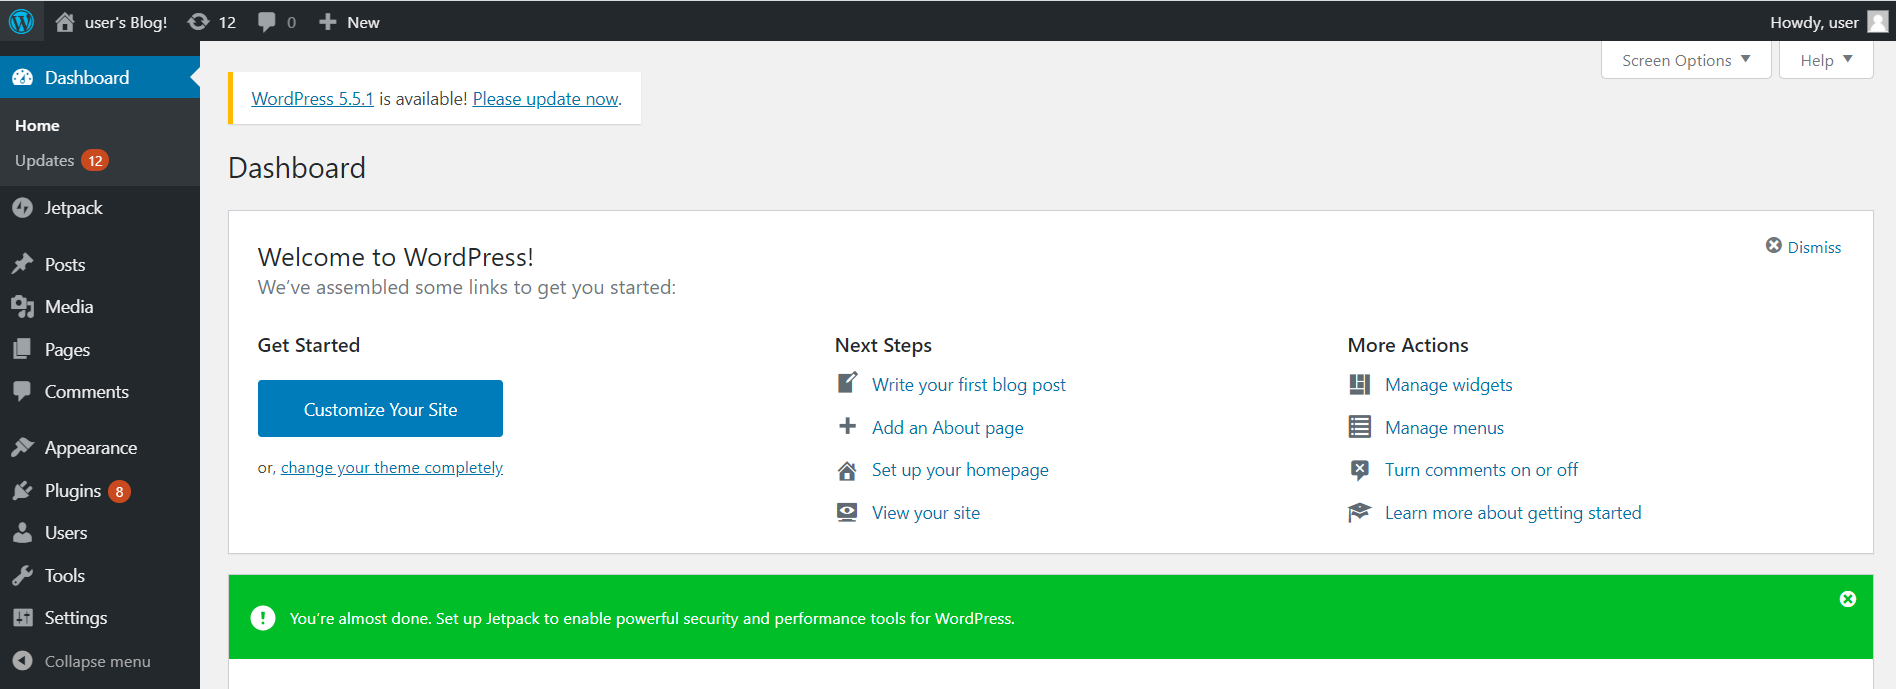 user's Blog! 12 0 New
Howdy, user
Dashboard
Home
Updates 12
Jetpack
Posts
Media
Pages
Comments
Appearance
Plugins 8
Users
Tools
Settings
Collapse menu
Screen Options
Help
WordPress 5.5.1 is available! Please update now.
Dashboard
Welcome to WordPress!
We’ve assembled some links to get you started:
Dismiss
Get Started
Customize Your Site
or, change your theme completely
Next Steps
Write your first blog post
Add an About page
Set up your homepage
View your site
More Actions
Manage widgets
Manage menus
Turn comments on or off
Learn more about getting started
You’re almost done. Set up Jetpack to enable powerful security and performance tools for WordPress.